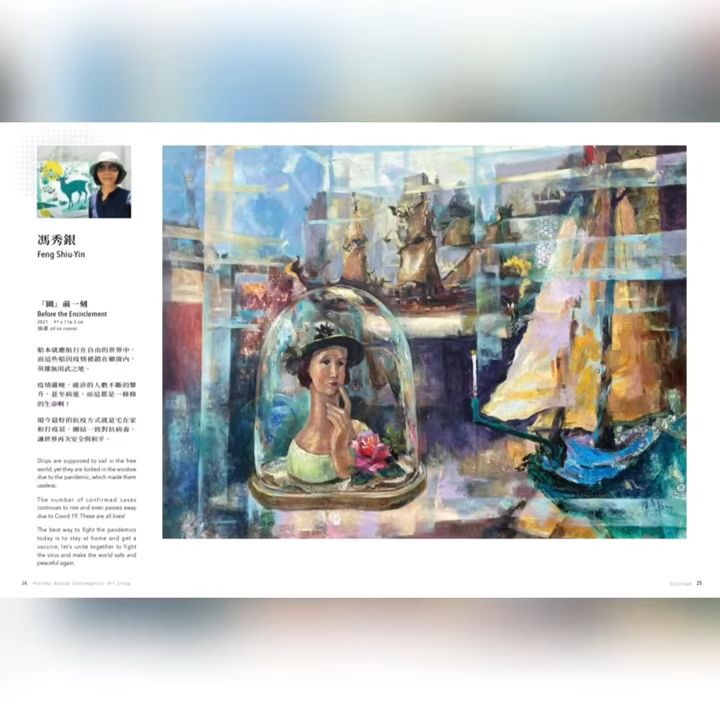 馮秀銀
Feng Shiu-Yin
「圍」前一刻
Before the Encirclement
2021 91 x 116.5 cm
油畫 oil on canvas
船本就應航行在自由的世界中，
而這些船因疫情被鎖在櫥窗內，
英雄無用武之地。
疫情嚴峻，確診的人數不斷的攀
升，甚至病逝，而這都是一條條
的生命啊！
現今最好的抗疫方式就是宅在家
和打疫苗，團結一致對抗病毒，
讓世界再次安全與和平。
Ships are supposed to sail in the free
world, yet they are locked in the window
due to the pandemic, which made them
useless.
The number of confirmed cases
continues to rise and even passes away
due to Covid-19. These are all lives!
The best way to fight the pandemics
today is to stay at home and get a
vaccine, let's unite together to fight
the virus and make the world safe and
peaceful again.
24
Contemporary Art Group
25